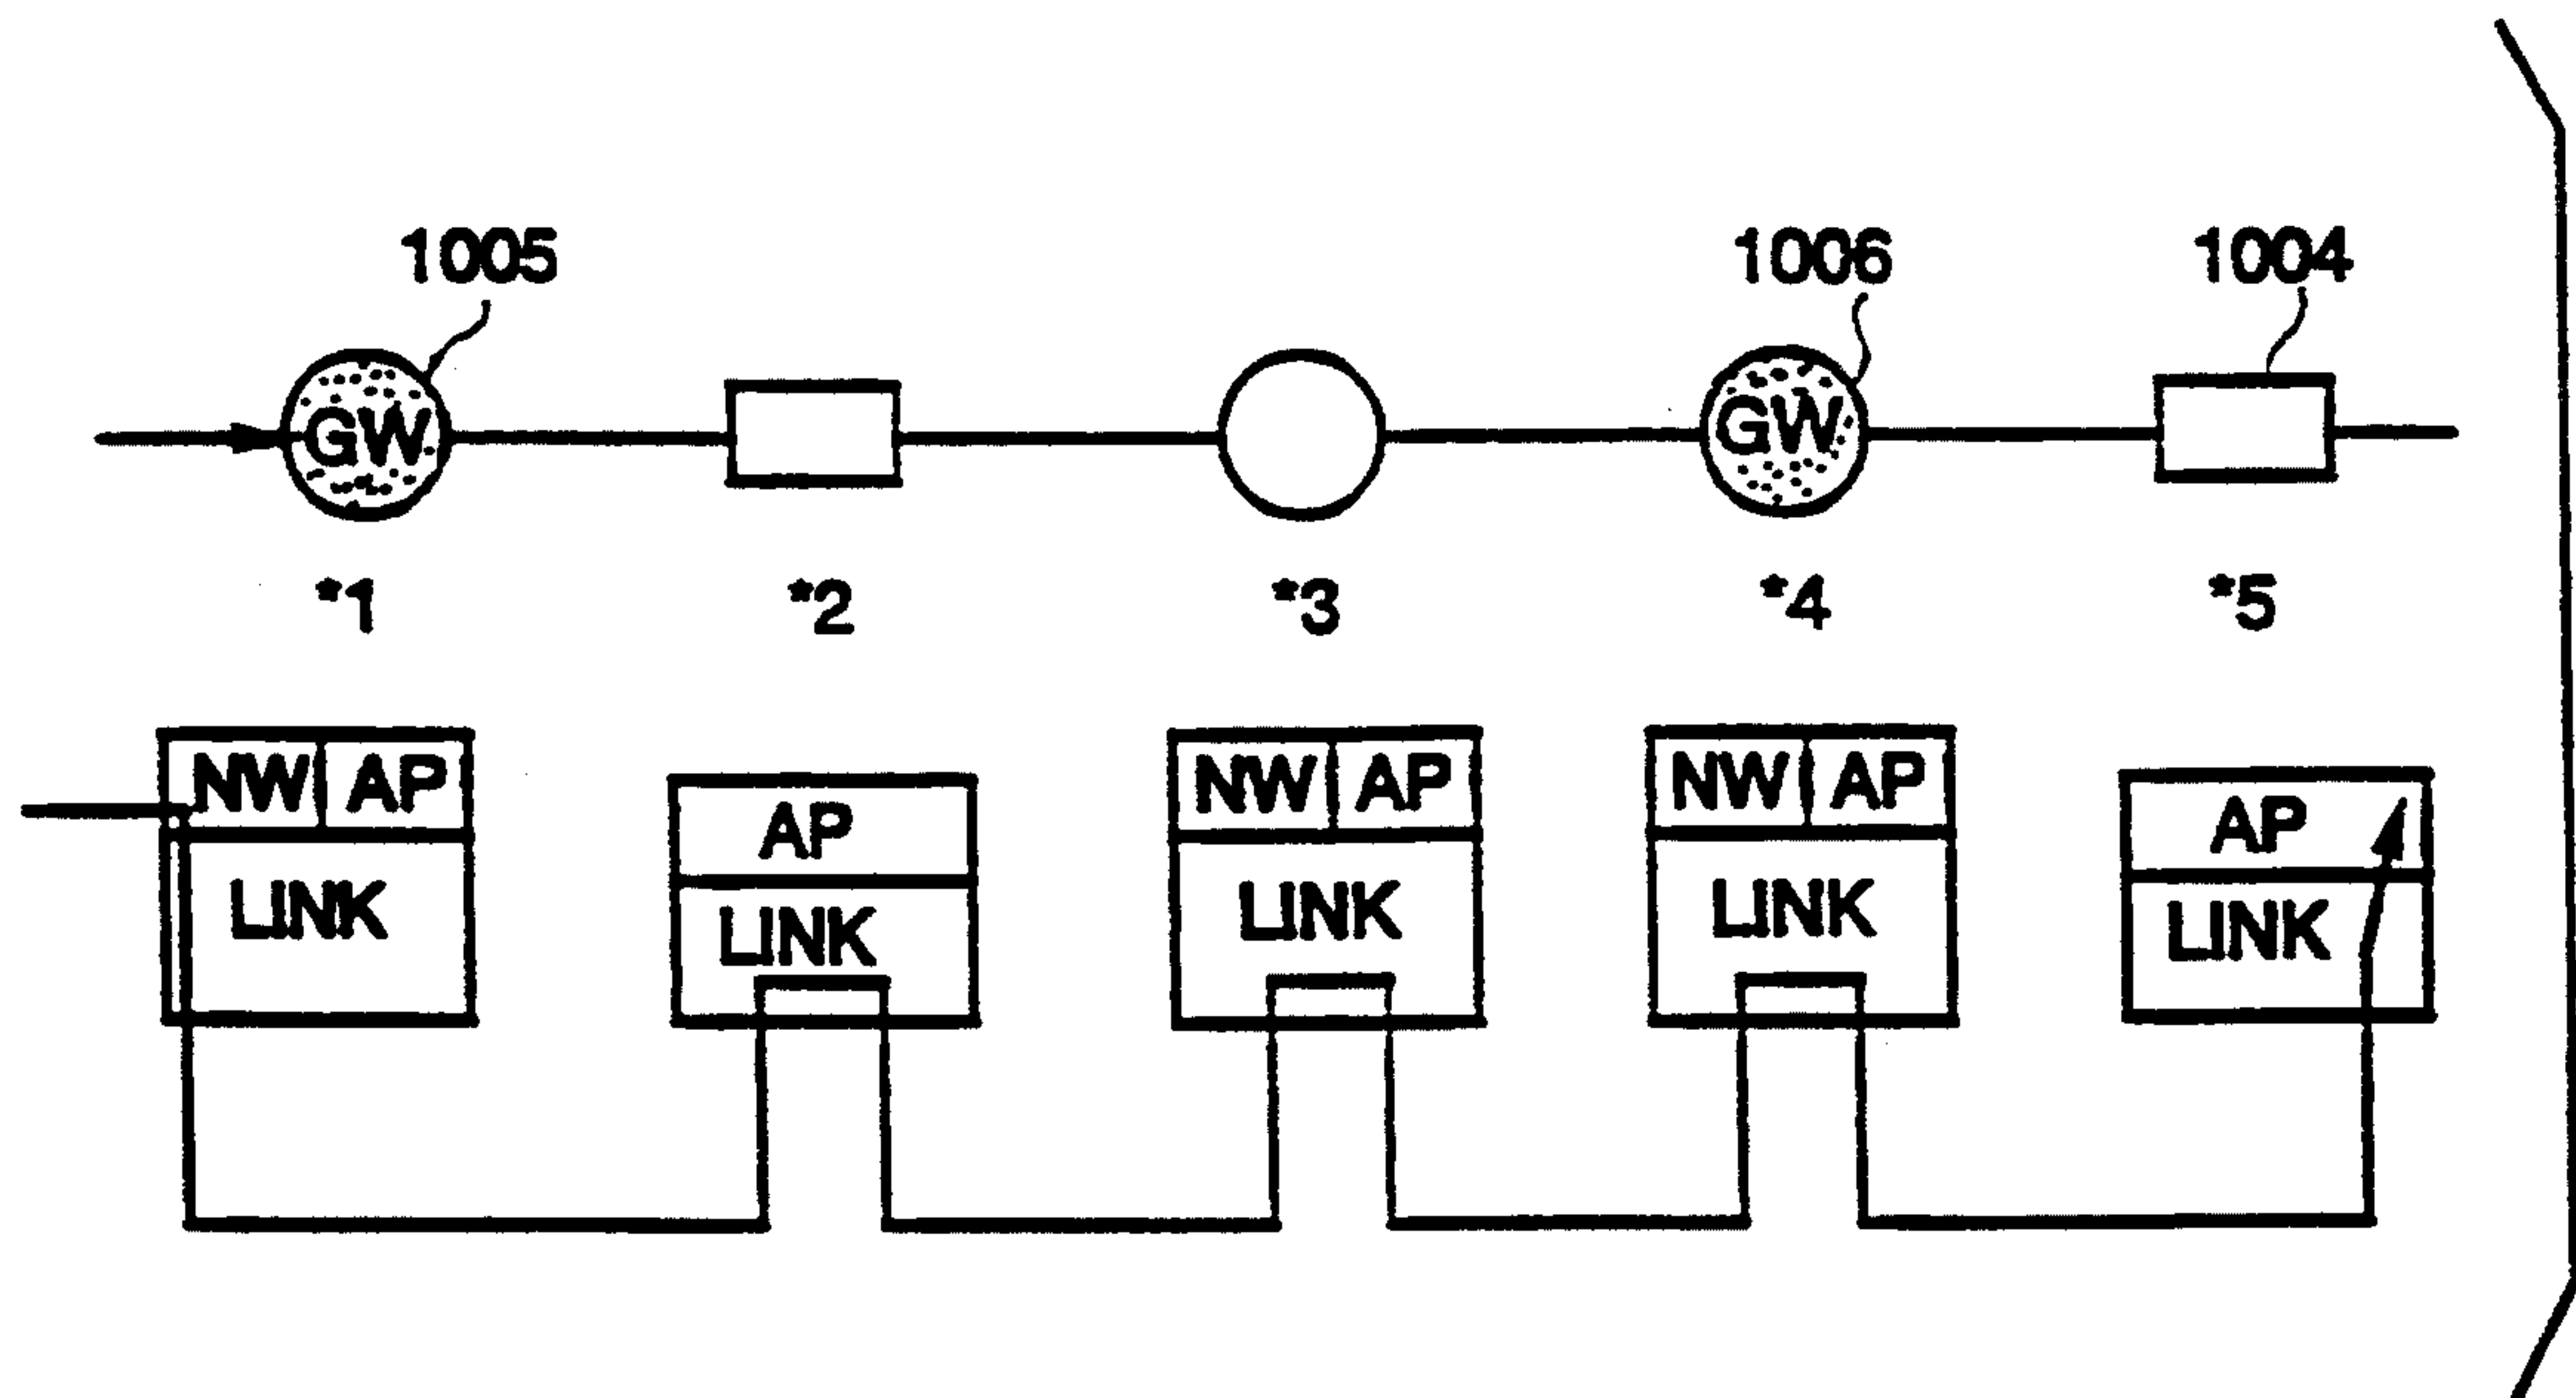 1005 1006 1004
GW GW
*1 *2 *3 *4 *5
NW AP NW AP NW AP
AP AP
LINK LINK LINK LINK LINK